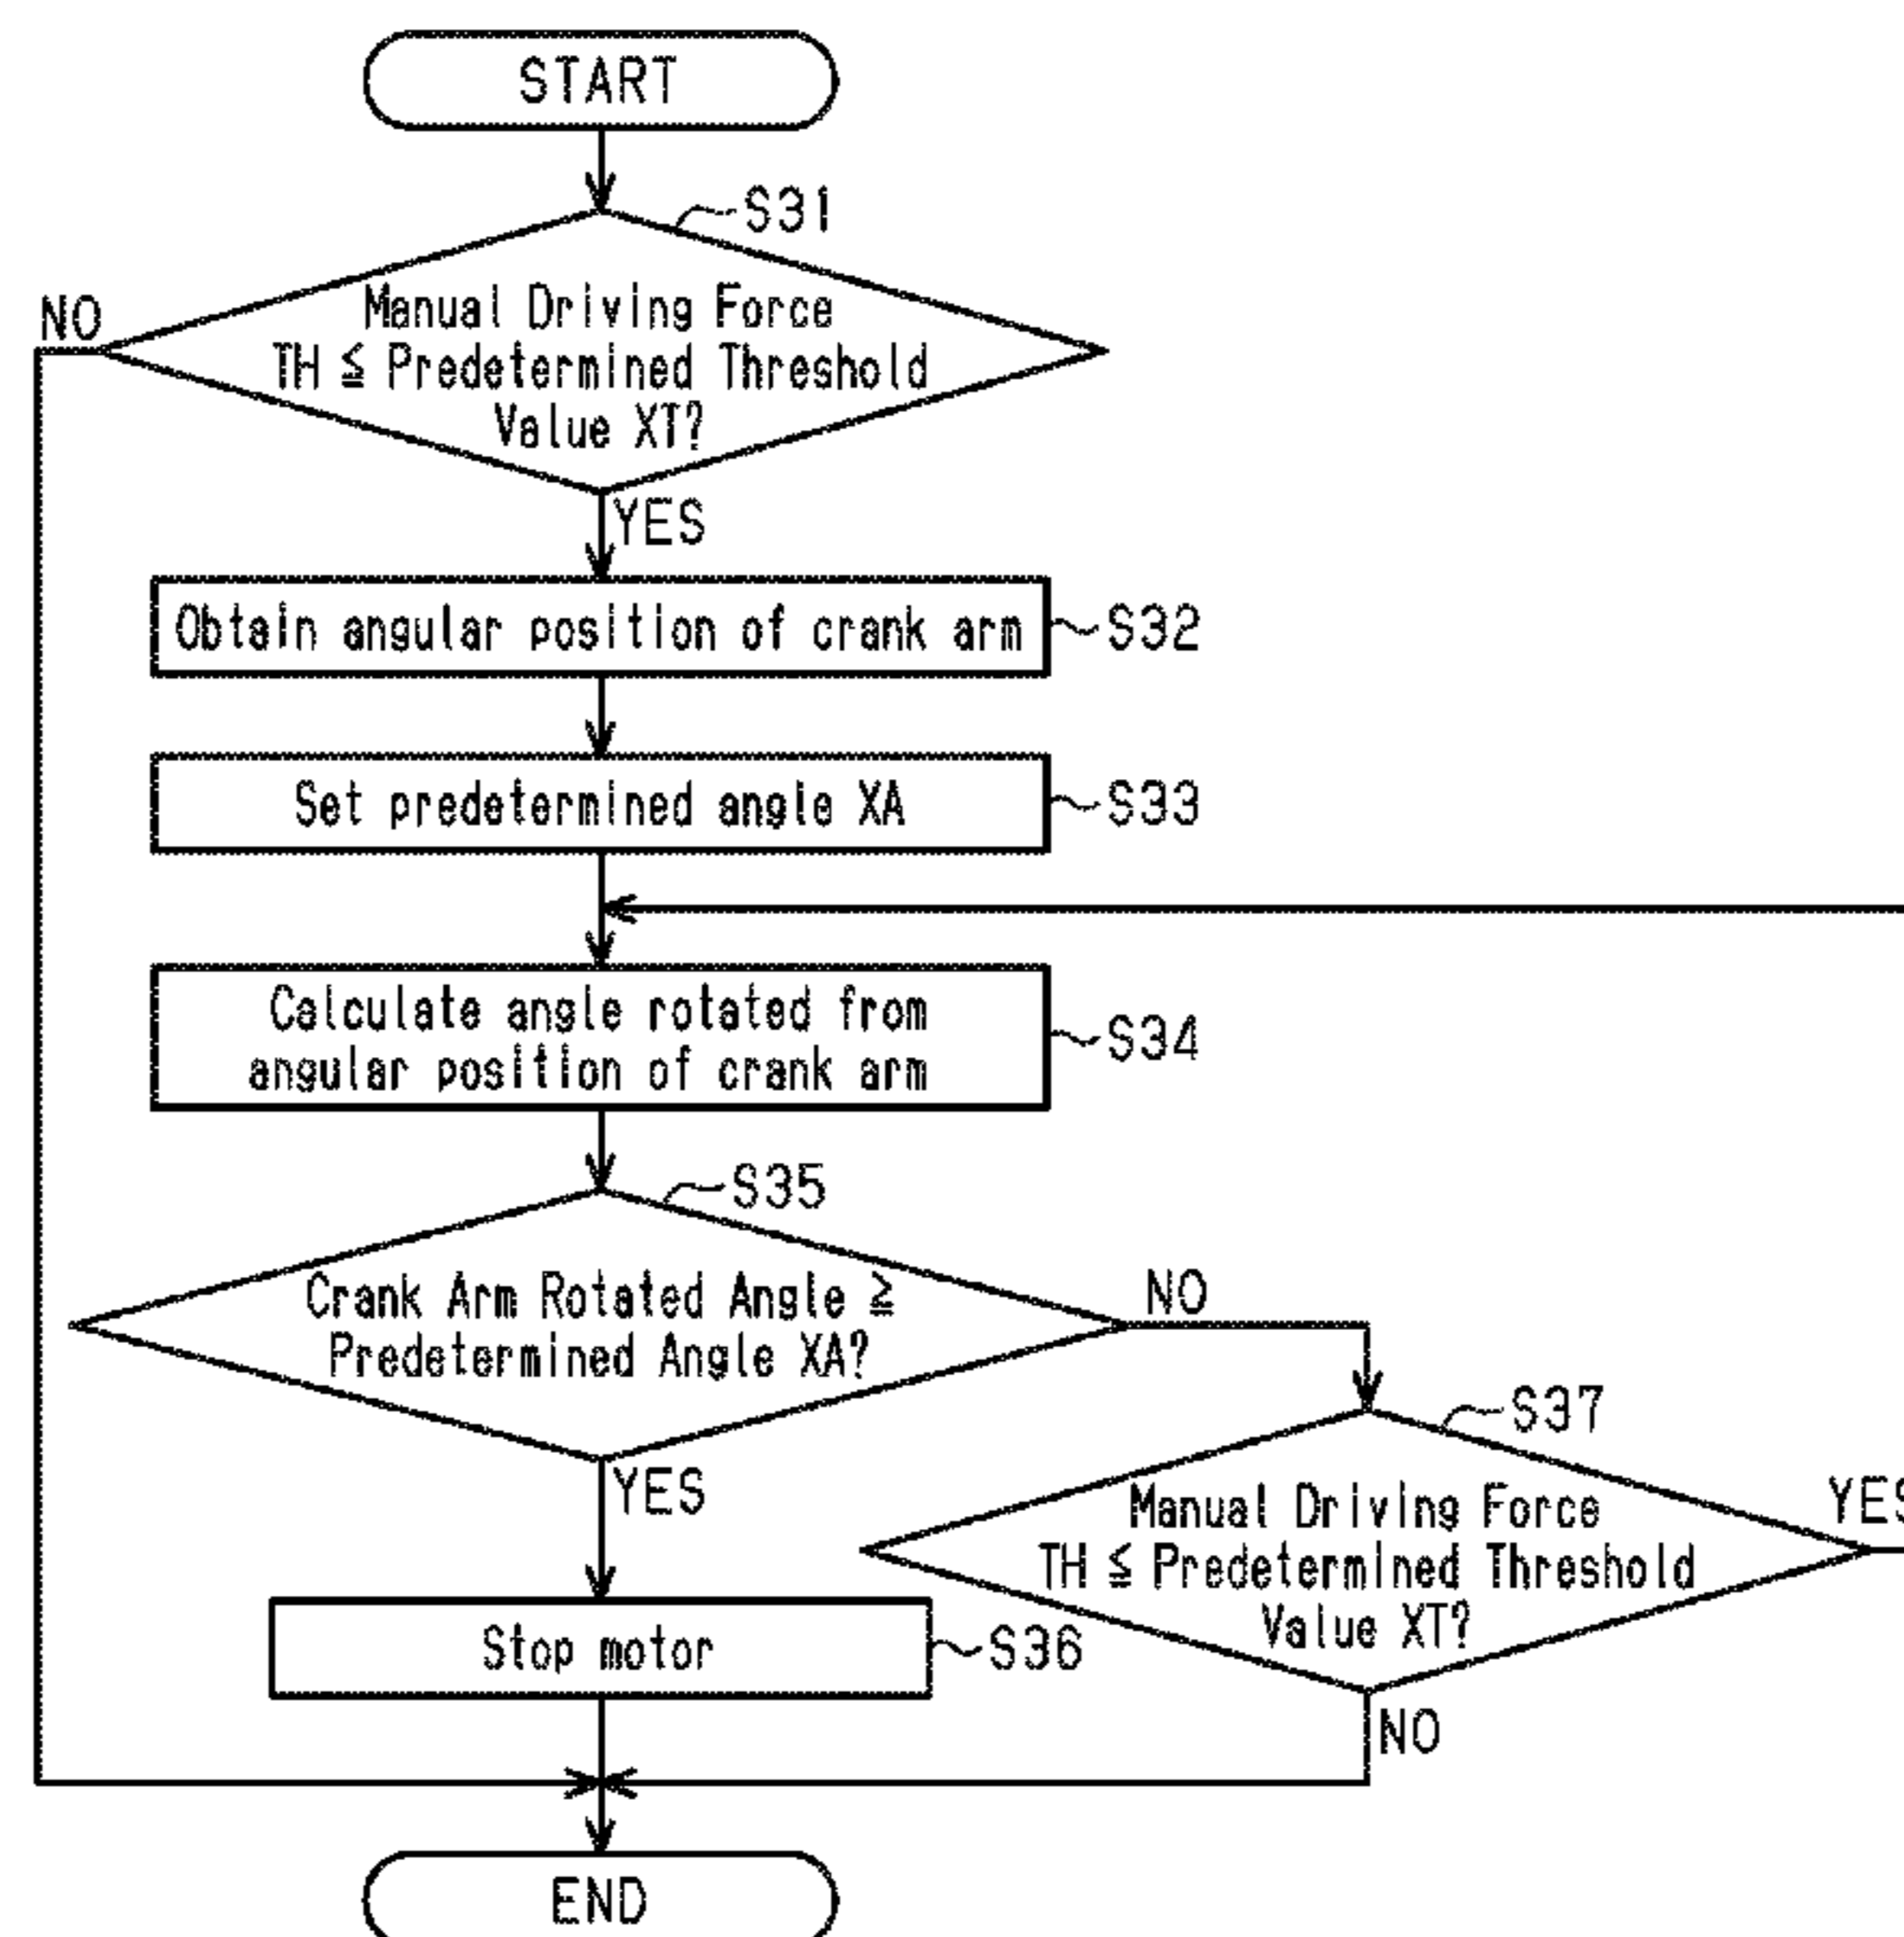 START
S31
NO
Manual Driving Force
TH ≦ Predetermined Threshold
Value XT?
YES
Obtain angular position of crank arm
S32
Set predetermined angle XA
S33
Calculate angle rotated from
angular position of crank arm
S34
S35
Crank Arm Rotated Angle ≧
Predetermined Angle XA?
NO
YES
S37
Manual Driving Force
TH ≦ Predetermined Threshold
Value XT?
YES
Stop motor
S36
NO
END